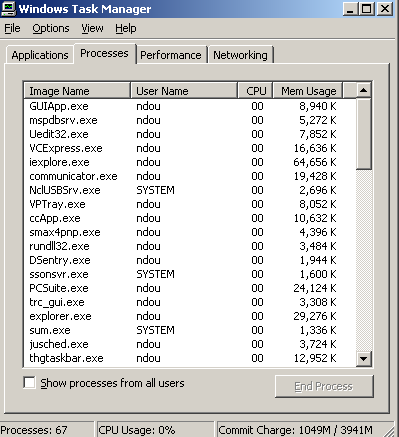 Windows Task Manager
File Options View Help
Applications Processes Performance Networking
Image Name User Name CPU Mem Usage
GUIApp.exe ndou 00 8,940 K
mspdbsrv.exe ndou 00 5,272 K
Uedit32.exe ndou 00 7,852 K
VCExpress.exe ndou 00 16,636 K
iexplore.exe ndou 00 64,656 K
communicator.exe ndou 00 19,428 K
NclUSBSrv.exe SYSTEM 00 2,696 K
VPTray.exe ndou 00 8,052 K
ccApp.exe ndou 00 10,632 K
smax4pnp.exe ndou 00 4,396 K
rundll32.exe ndou 00 3,484 K
DSentry.exe ndou 00 1,944 K
ssonsvr.exe SYSTEM 00 1,600 K
PCSuite.exe ndou 00 24,124 K
trc_gui.exe ndou 00 3,308 K
explorer.exe ndou 00 29,276 K
sum.exe SYSTEM 00 1,336 K
jusched.exe ndou 00 3,724 K
thgtaskbar.exe ndou 00 12,952 K
Show processes from all users
End Process
Processes: 67 CPU Usage: 0% Commit Charge: 1049M / 3941M